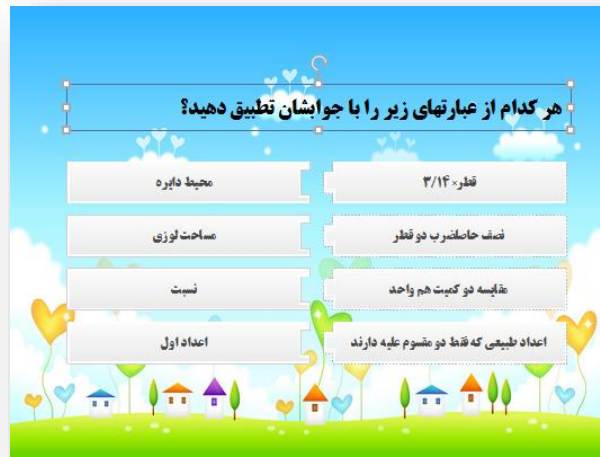 هر کدام از عبارتهای زیر را با جوابشان تطبیق دهید؟
قطر× ۳/۱۴
محیط دایره
نصف حاصلضرب دو قطر
مساحت لوزی
مقایسه دو کمیت هم واحد
نسبت
اعداد طبیعی که فقط دو مقسوم علیه دارند
اعداد اول